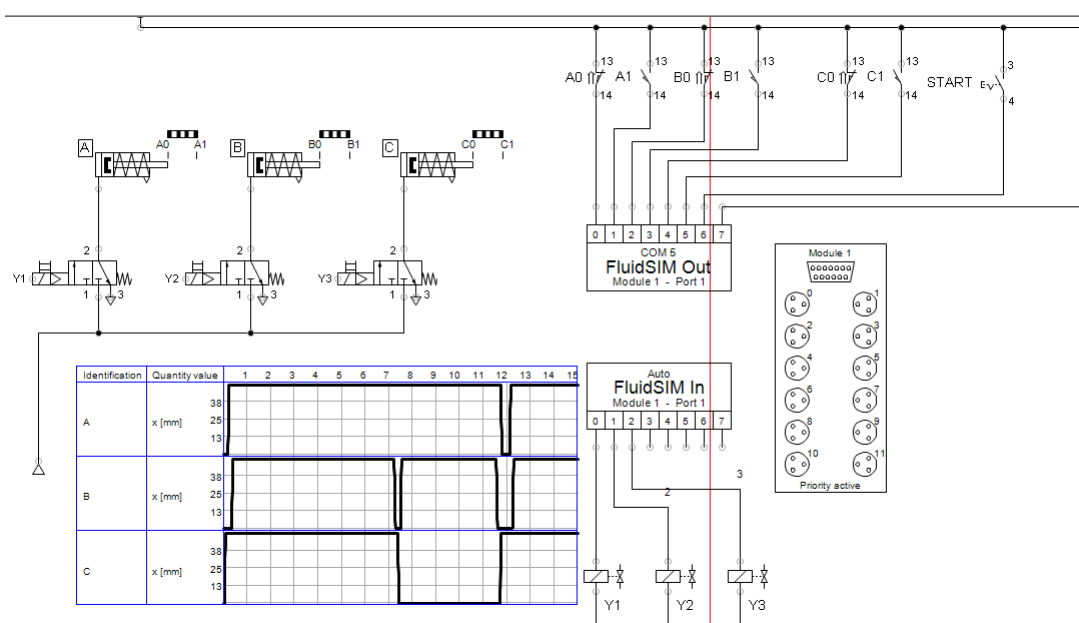 13 13 13 13 13 13 3
A0 A1 B0 B1 C0 C1 START
14 14 14 14 14 14 4
A A0 A1 B B0 B1 C C0 C1
2 2 2
Y1 Y2 Y3
1 3 1 3 1 3
0 1 2 3 4 5 6 7
COM 5
FluidSIM Out
Module 1 - Port 1
Module 1
0 1
2 3
4 5
6 7
8 9
10 11
Priority active
Auto
FluidSIM In
Module 1 - Port 1
0 1 2 3 4 5 6 7
2 3
Y1 Y2 Y3
Identification Quantity value 1 2 3 4 5 6 7 8 9 10 11 12 13 14 15
38
A x [mm] 25
13
38
B x [mm] 25
13
38
C x [mm] 25
13